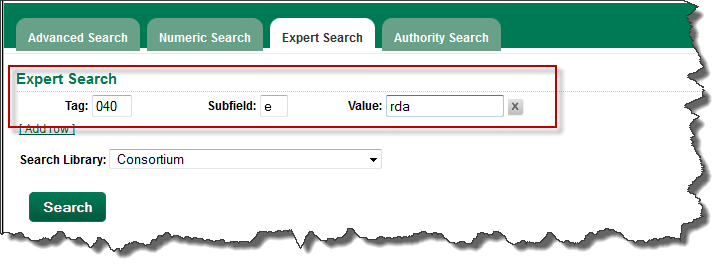 Advanced Search Numeric Search Expert Search Authority Search
Expert Search
Tag: 040 Subfield: e Value: rda X
[ Add row ]
Search Library: Consortium
Search